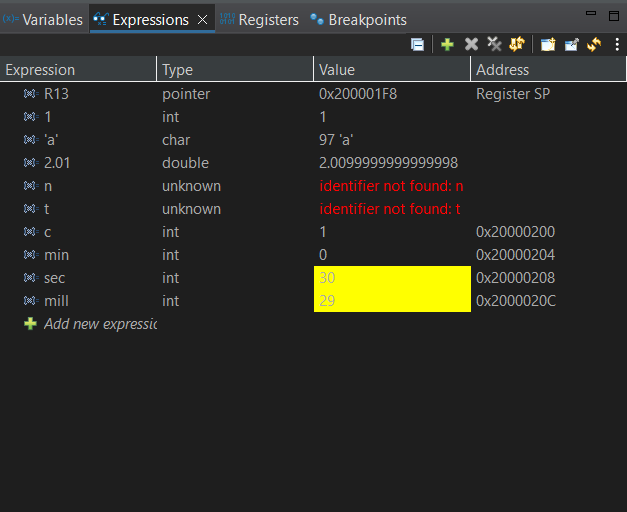 Variables Expressions Registers Breakpoints
Expression Type Value Address
R13 pointer 0x200001F8 Register SP
1 int 1
'a' char 97 'a'
2.01 double 2.0099999999999998
n unknown identifier not found: n
t unknown identifier not found: t
c int 1 0x20000200
min int 0 0x20000204
sec int 30 0x20000208
mill int 29 0x2000020C
Add new expressic